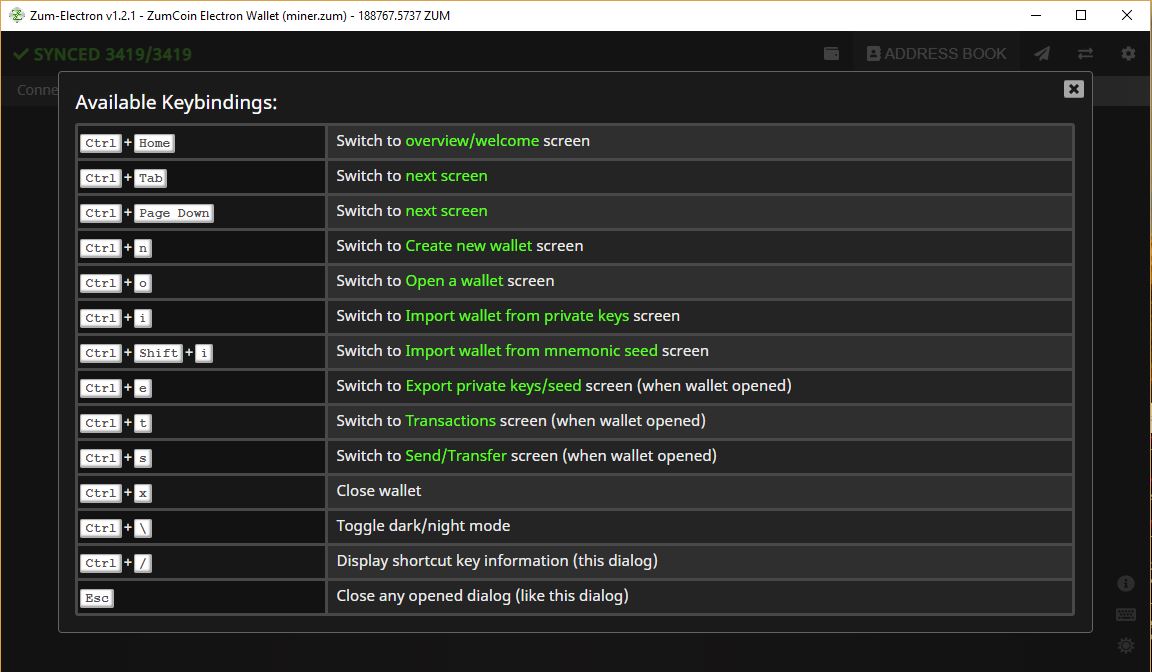 Zum-Electron v1.2.1 - ZumCoin Electron Wallet (miner.zum) - 188767.5737 ZUM
SYNCED 3419/3419
ADDRESS BOOK
Available Keybindings:
Ctrl + Home Switch to overview/welcome screen
Ctrl + Tab Switch to next screen
Ctrl + Page Down Switch to next screen
Ctrl + n Switch to Create new wallet screen
Ctrl + o Switch to Open a wallet screen
Ctrl + i Switch to Import wallet from private keys screen
Ctrl + Shift + i Switch to Import wallet from mnemonic seed screen
Ctrl + e Switch to Export private keys/seed screen (when wallet opened)
Ctrl + t Switch to Transactions screen (when wallet opened)
Ctrl + s Switch to Send/Transfer screen (when wallet opened)
Ctrl + x Close wallet
Ctrl + \ Toggle dark/night mode
Ctrl + / Display shortcut key information (this dialog)
Esc Close any opened dialog (like this dialog)